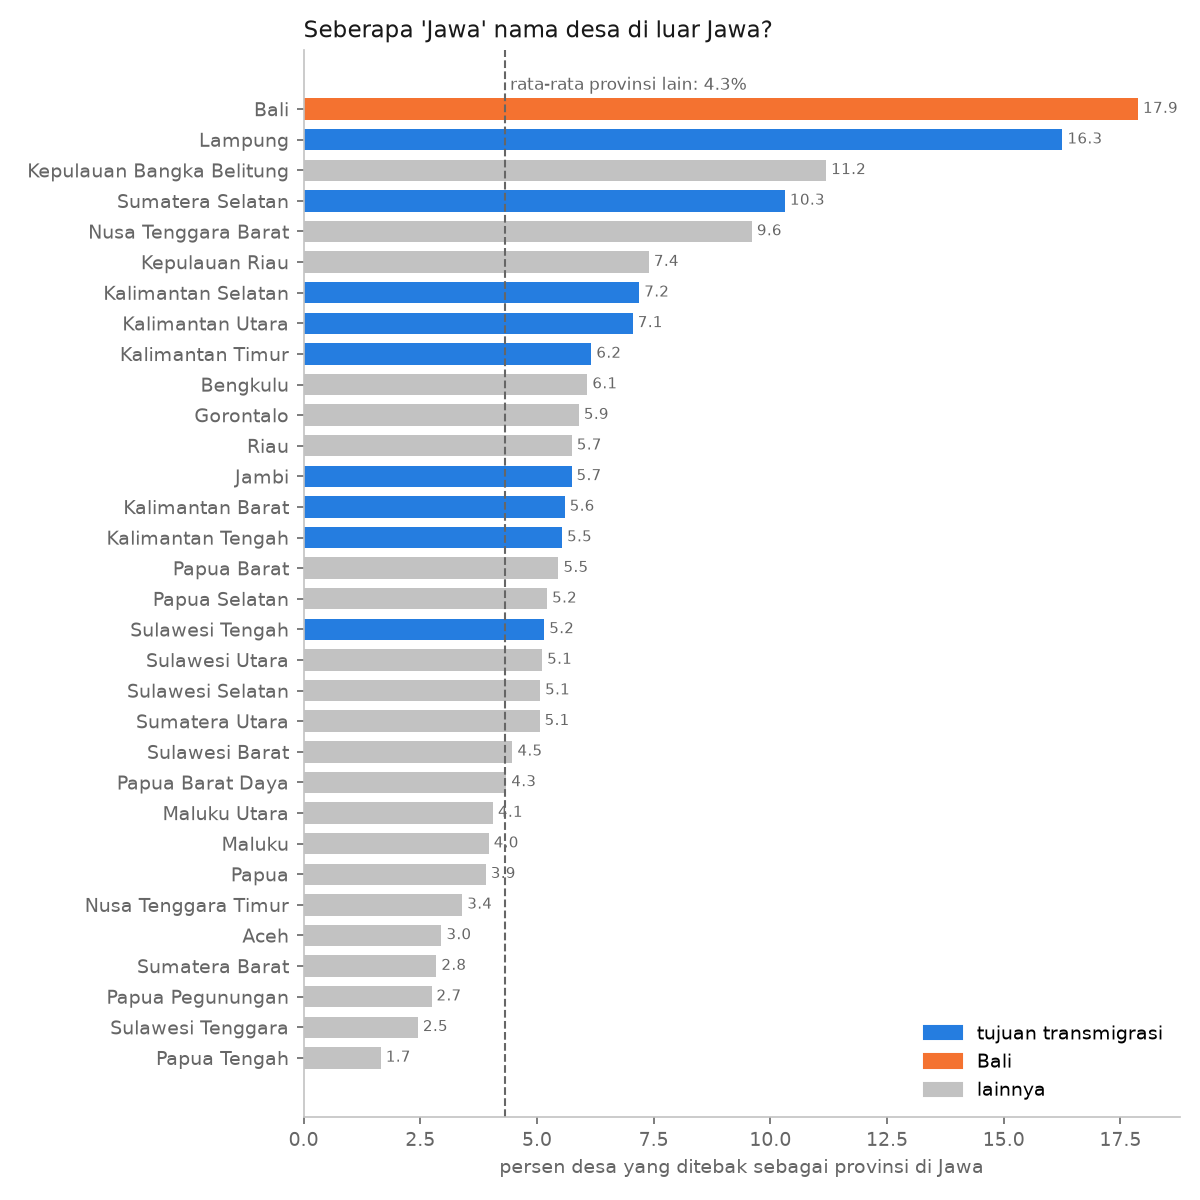 Seberapa 'Jawa' nama desa di luar Jawa?
rata-rata provinsi lain: 4.3%
Bali 17.9
Lampung 16.3
Kepulauan Bangka Belitung 11.2
Sumatera Selatan 10.3
Nusa Tenggara Barat 9.6
Kepulauan Riau 7.4
Kalimantan Selatan 7.2
Kalimantan Utara 7.1
Kalimantan Timur 6.2
Bengkulu 6.1
Gorontalo 5.9
Riau 5.7
Jambi 5.7
Kalimantan Barat 5.6
Kalimantan Tengah 5.5
Papua Barat 5.5
Papua Selatan 5.2
Sulawesi Tengah 5.2
Sulawesi Utara 5.1
Sulawesi Selatan 5.1
Sumatera Utara 5.1
Sulawesi Barat 4.5
Papua Barat Daya 4.3
Maluku Utara 4.1
Maluku 4.0
Papua 3.9
Nusa Tenggara Timur 3.4
Aceh 3.0
Sumatera Barat 2.8
Papua Pegunungan 2.7
Sulawesi Tenggara 2.5
Papua Tengah 1.7
tujuan transmigrasi
Bali
lainnya
0.0 2.5 5.0 7.5 10.0 12.5 15.0 17.5
persen desa yang ditebak sebagai provinsi di Jawa